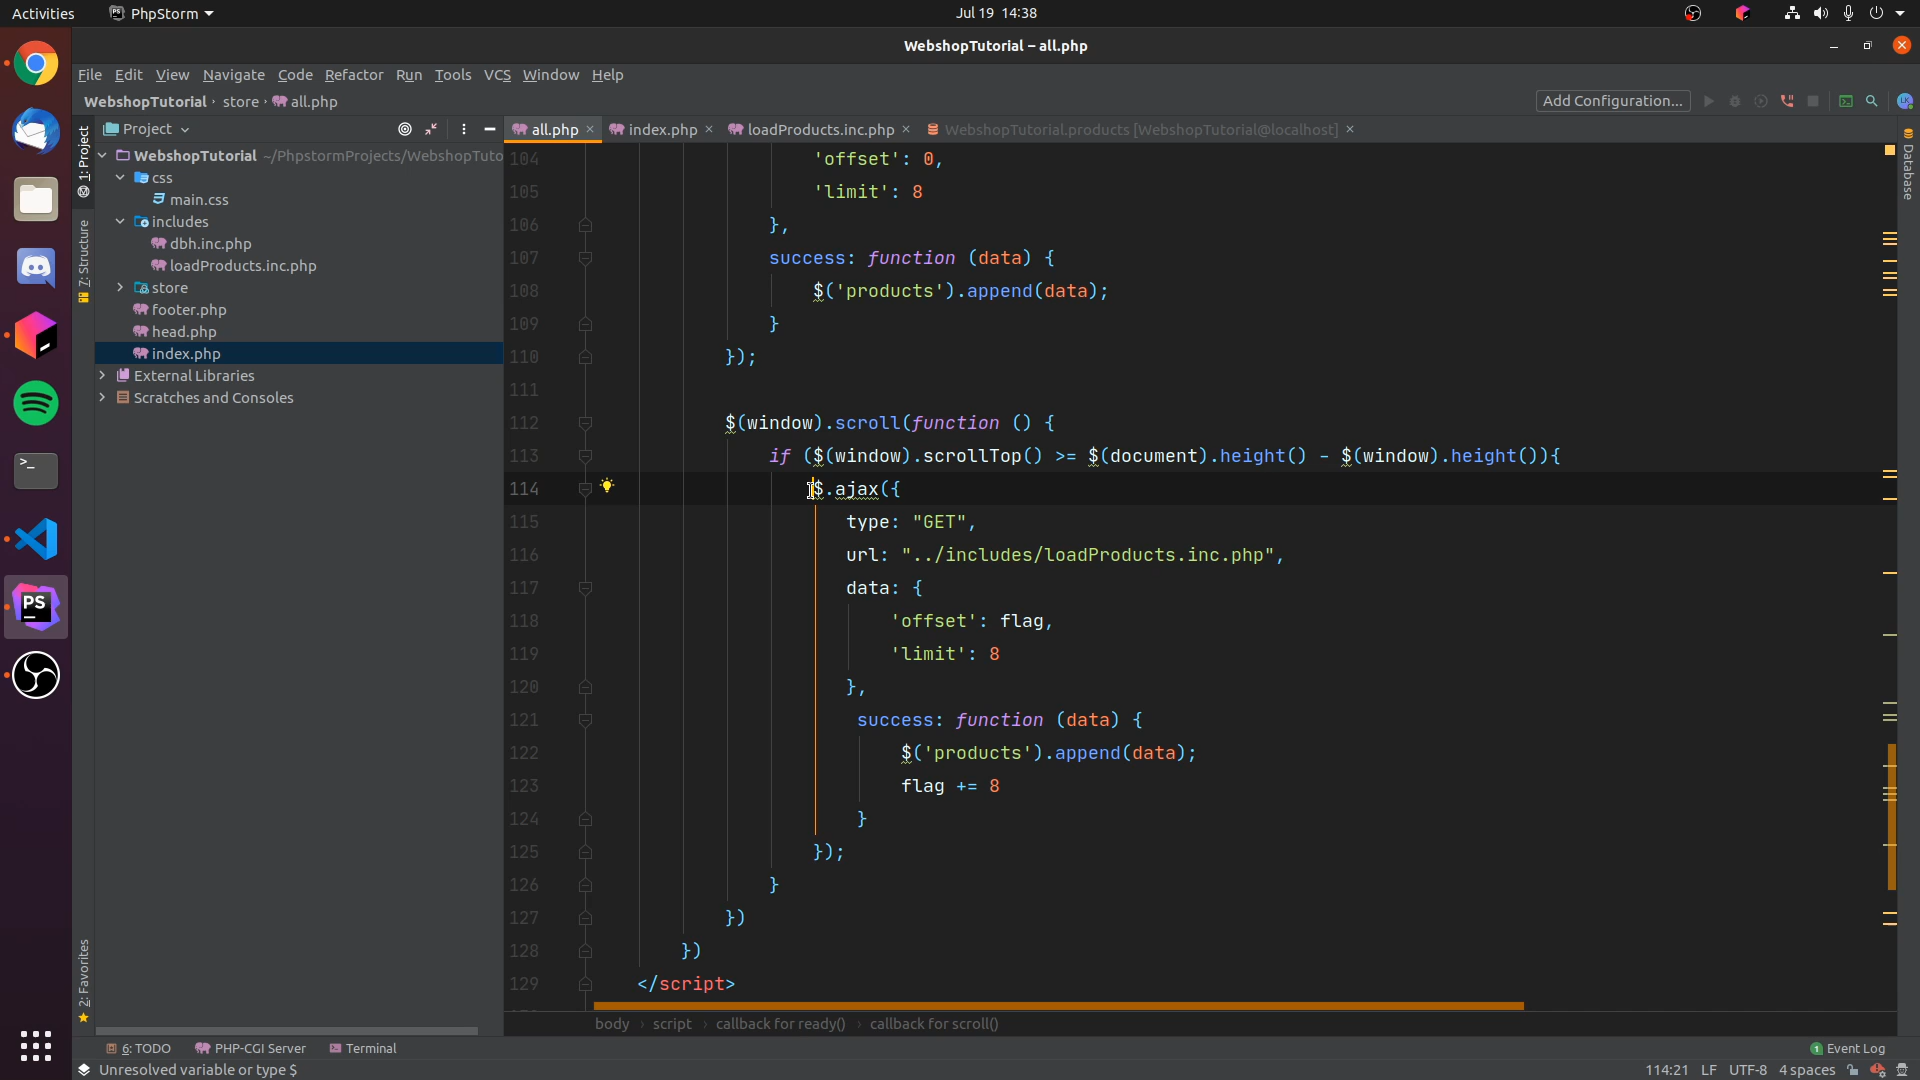 Activities PhpStorm Jul 19 14:38
WebshopTutorial – all.php
File Edit View Navigate Code Refactor Run Tools VCS Window Help
WebshopTutorial › store › all.php Add Configuration...
1: Project
7: Structure
2: Favorites
Database
Project
WebshopTutorial ~/PhpstormProjects/WebshopTuto
css
main.css
includes
dbh.inc.php
loadProducts.inc.php
store
footer.php
head.php
index.php
External Libraries
Scratches and Consoles
all.php index.php loadProducts.inc.php WebshopTutorial.products [WebshopTutorial@localhost]
104 'offset': 0,
105 'limit': 8
106 },
107 success: function (data) {
108 $('products').append(data);
109 }
110 });
111
112 $(window).scroll(function () {
113 if ($(window).scrollTop() >= $(document).height() - $(window).height()){
114 $.ajax({
115 type: "GET",
116 url: "../includes/loadProducts.inc.php",
117 data: {
118 'offset': flag,
119 'limit': 8
120 },
121 success: function (data) {
122 $('products').append(data);
123 flag += 8
124 }
125 });
126 }
127 })
128 })
129 </script>
body › script › callback for ready() › callback for scroll()
6: TODO PHP-CGI Server Terminal 1 Event Log
Unresolved variable or type $ 114:21 LF UTF-8 4 spaces
PS